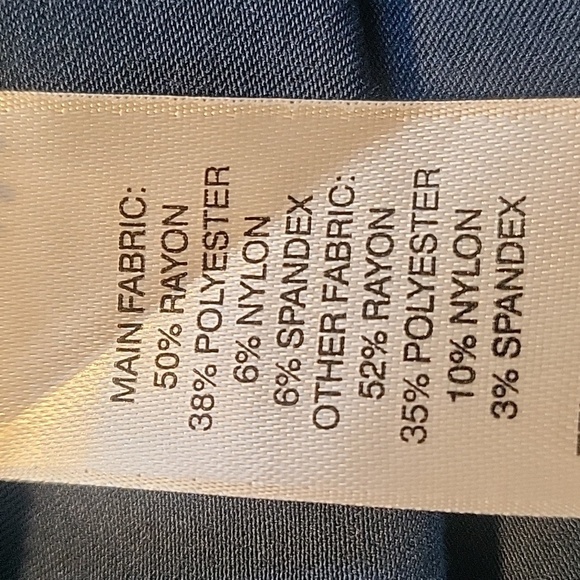 MAIN FABRIC:
50% RAYON
38% POLYESTER
6% NYLON
6% SPANDEX
OTHER FABRIC:
52% RAYON
35% POLYESTER
10% NYLON
3% SPANDEX